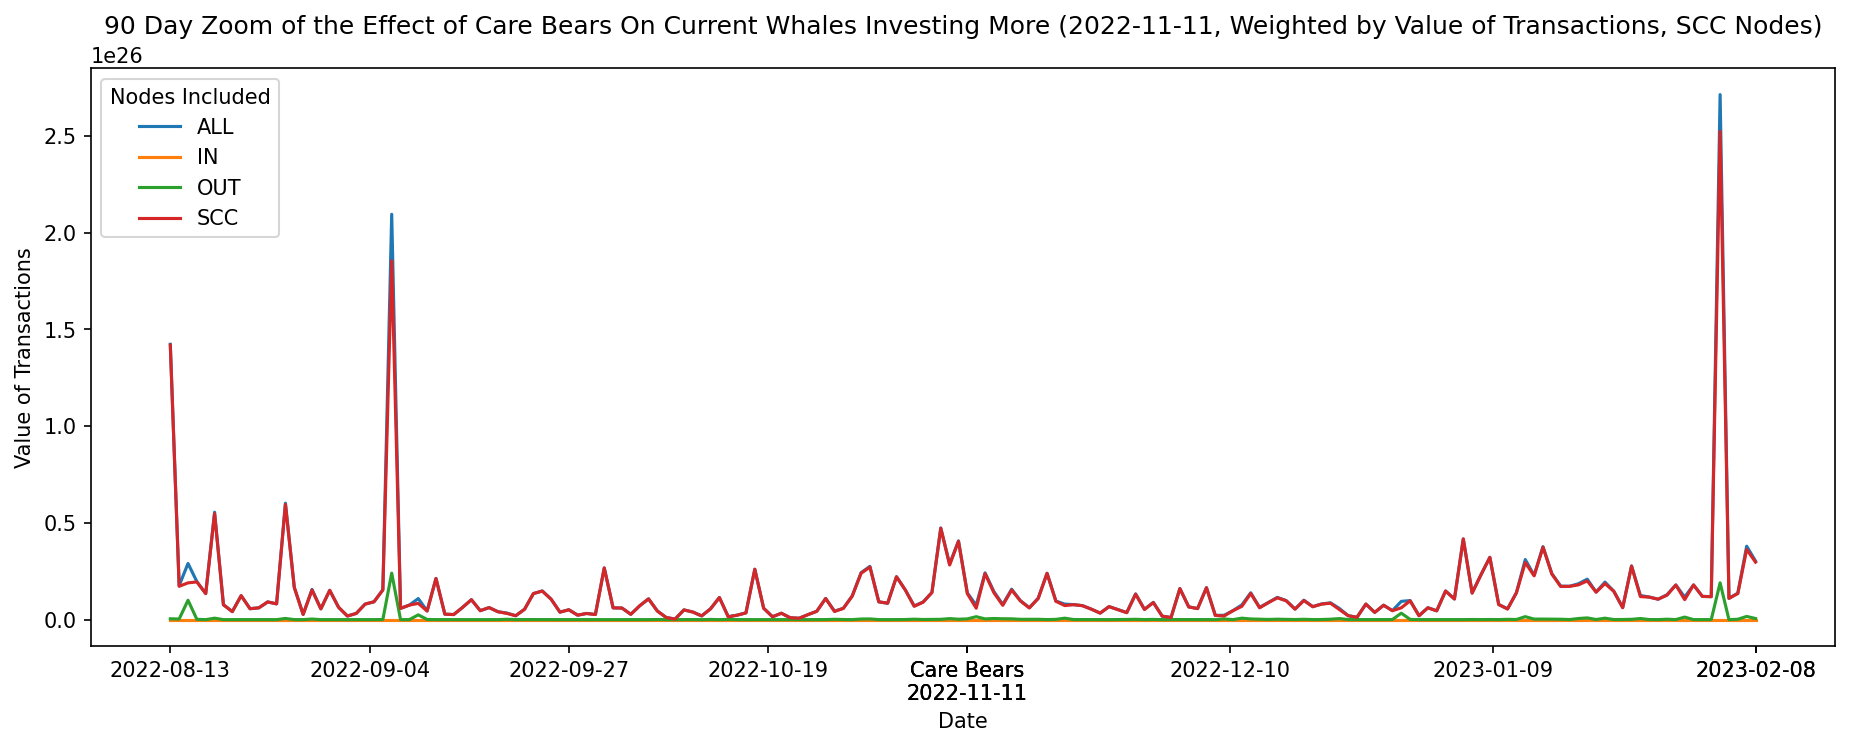 90 Day Zoom of the Effect of Care Bears On Current Whales Investing More (2022-11-11, Weighted by Value of Transactions, SCC Nodes)
1e26
Nodes Included
ALL
IN
OUT
SCC
2.5
2.0
1.5
1.0
0.5
0.0
Value of Transactions
2022-08-13
2022-09-04
2022-09-27
2022-10-19
Care Bears
2022-11-11
2022-12-10
2023-01-09
2023-02-08
Date